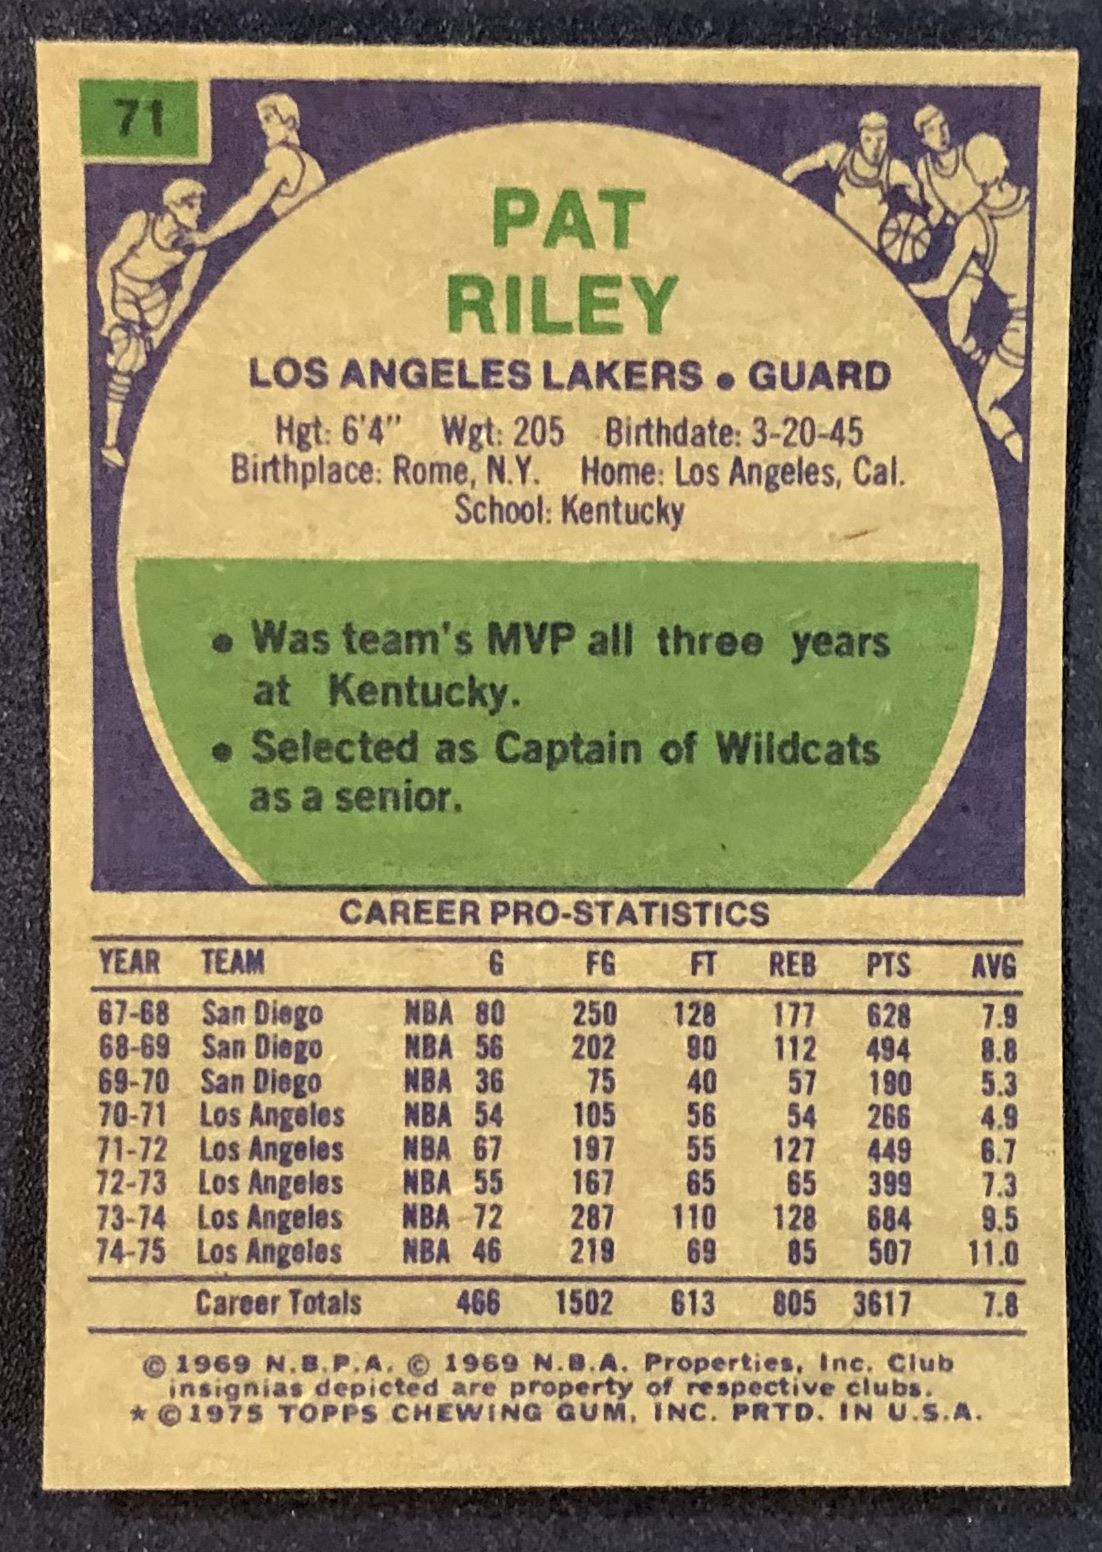 71
PAT
RILEY
LOS ANGELES LAKERS • GUARD
Hgt: 6'4" Wgt: 205 Birthdate: 3-20-45
Birthplace: Rome, N.Y. Home: Los Angeles, Cal.
School: Kentucky
• Was team's MVP all three years
at Kentucky.
• Selected as Captain of Wildcats
as a senior.
CAREER PRO-STATISTICS
YEAR TEAM G FG FT REB PTS AVG
67-68 San Diego NBA 80 250 128 177 628 7.9
68-69 San Diego NBA 56 202 90 112 494 8.8
69-70 San Diego NBA 36 75 40 57 190 5.3
70-71 Los Angeles NBA 54 105 56 54 266 4.9
71-72 Los Angeles NBA 67 197 55 127 449 6.7
72-73 Los Angeles NBA 55 167 65 65 399 7.3
73-74 Los Angeles NBA 72 287 110 128 684 9.5
74-75 Los Angeles NBA 46 219 69 85 507 11.0
Career Totals 466 1502 613 805 3617 7.8
© 1969 N.B.P.A. © 1969 N.B.A. Properties, Inc. Club
insignias depicted are property of respective clubs.
* © 1975 TOPPS CHEWING GUM, INC. PRTD. IN U.S.A.